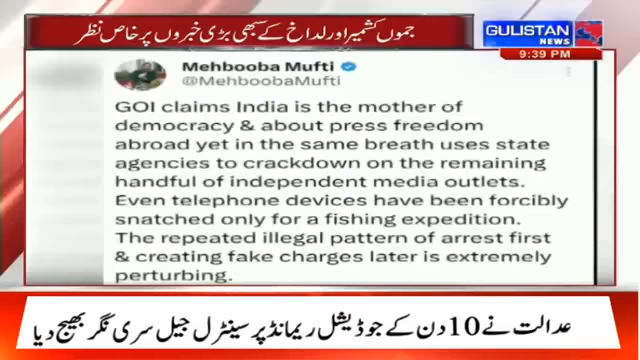 جموں کشمیر اور لداخ کے سبھی بڑی خبروں پر خاص نظر
GULISTAN
NEWS
9:39 PM
Mehbooba Mufti
@MehboobaMufti
GOI claims India is the mother of
democracy & about press freedom
abroad yet in the same breath uses state
agencies to crackdown on the remaining
handful of independent media outlets.
Even telephone devices have been forcibly
snatched only for a fishing expedition.
The repeated illegal pattern of arrest first
& creating fake charges later is extremely
perturbing.
عدالت نے 10 دن کے جوڈیشل ریمانڈ پر سینٹرل جیل سری نگر بھیج دیا